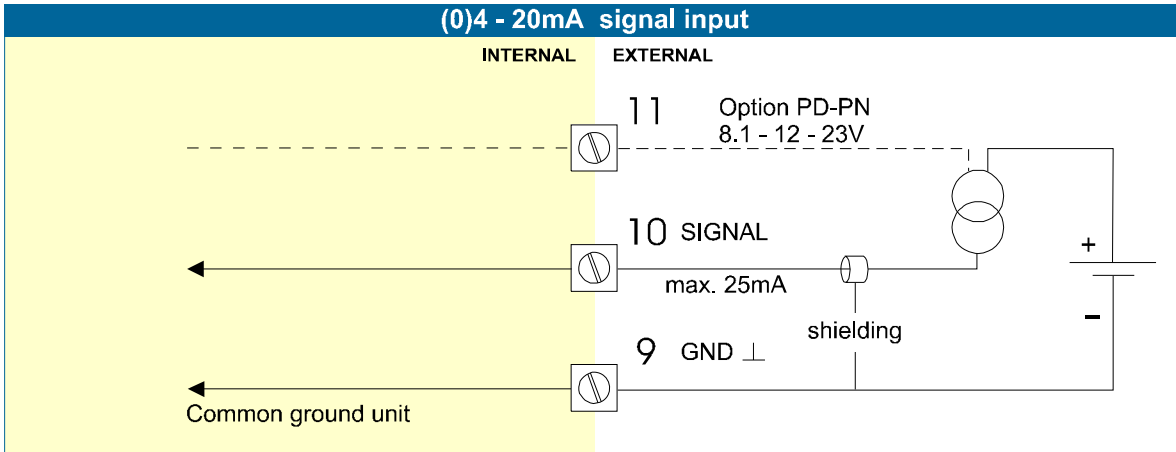 (0)4 - 20mA signal input
INTERNAL EXTERNAL
11 Option PD-PN
8.1 - 12 - 23V
10 SIGNAL
+
max. 25mA
shielding
-
9 GND ⊥
Common ground unit